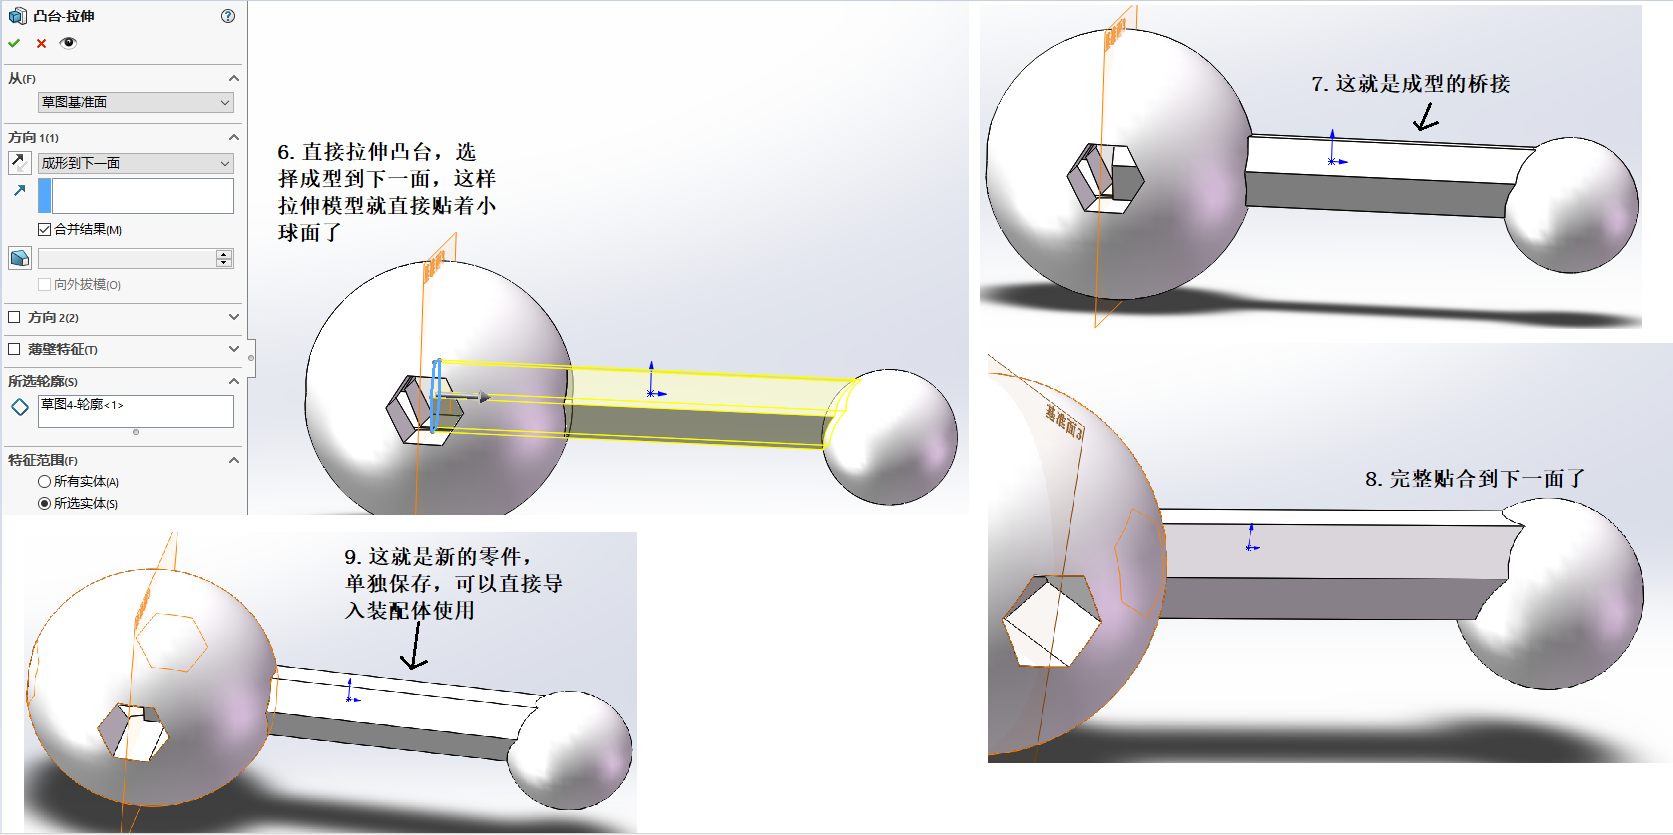 凸台-拉伸
从(F)
草图基准面
方向 1(1)
成形到下一面
合并结果(M)
向外拔模(O)
方向 2(2)
薄壁特征(T)
所选轮廓(S)
草图4-轮廓<1>
特征范围(F)
所有实体(A)
所选实体(S)
6. 直接拉伸凸台，选
择成型到下一面，这样
拉伸模型就直接贴着小
球面了
7. 这就是成型的桥接
基准面3
8. 完整贴合到下一面了
9. 这就是新的零件，
单独保存，可以直接导
入装配体使用